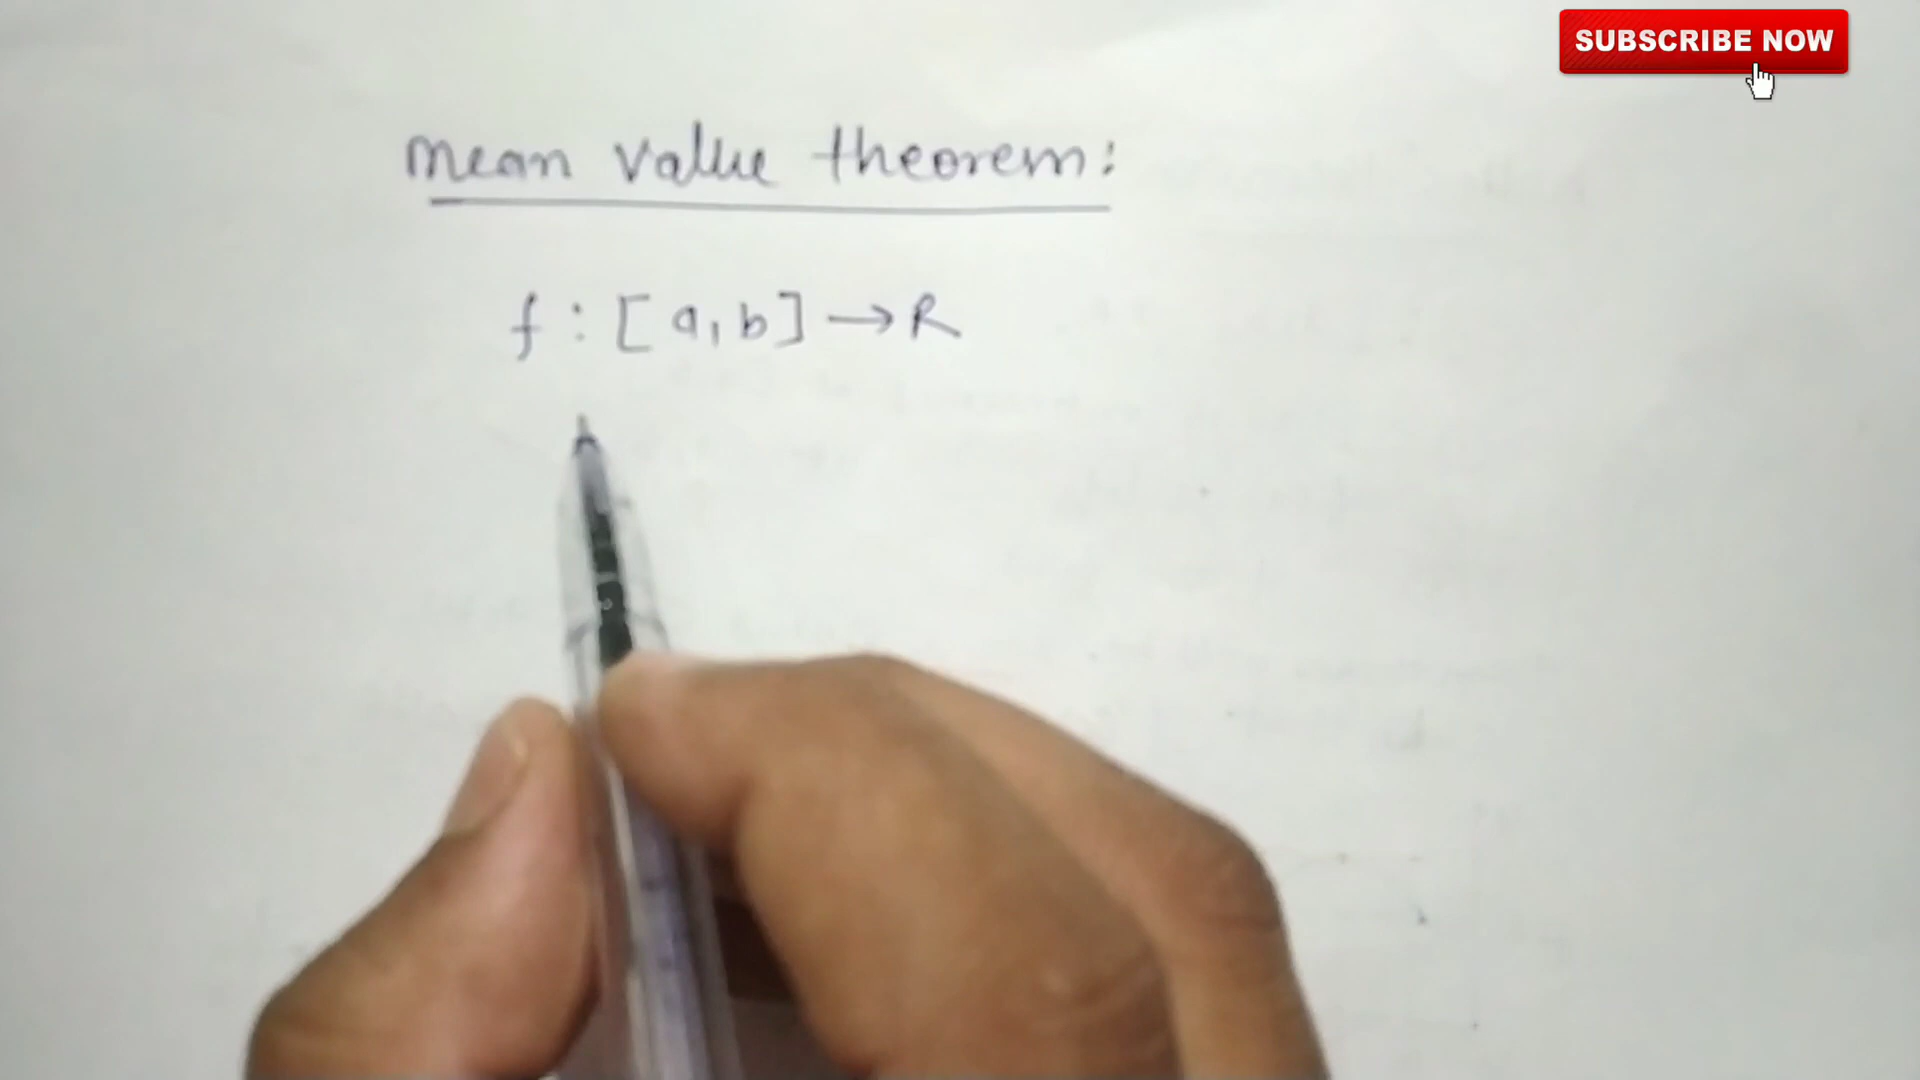 SUBSCRIBE NOW
Mean value theorem:
f : [a, b] → R